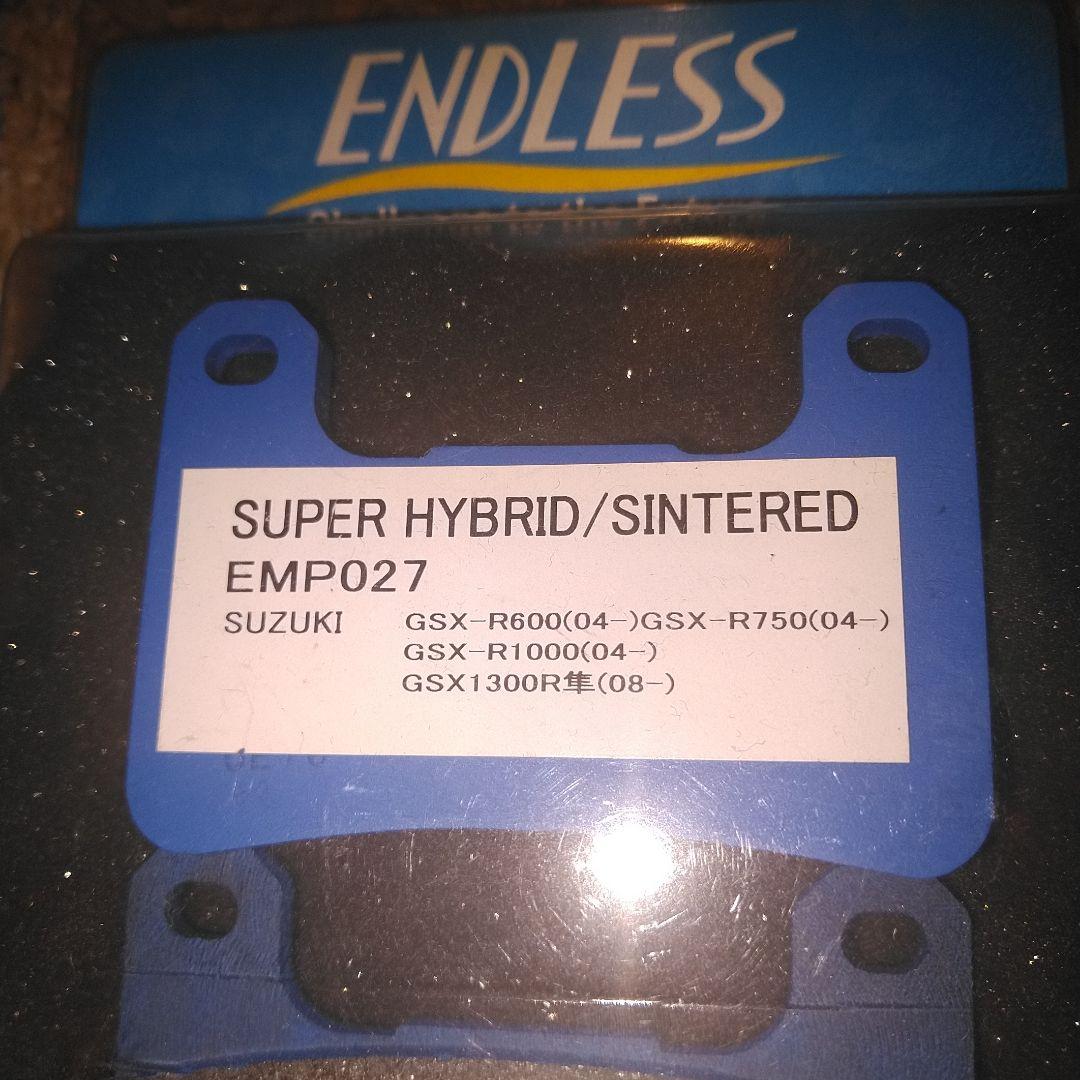 ENDLESS
SUPER HYBRID/SINTERED
EMP027
SUZUKI GSX-R600(04-)GSX-R750(04-)
GSX-R1000(04-)
GSX1300R隼(08-)